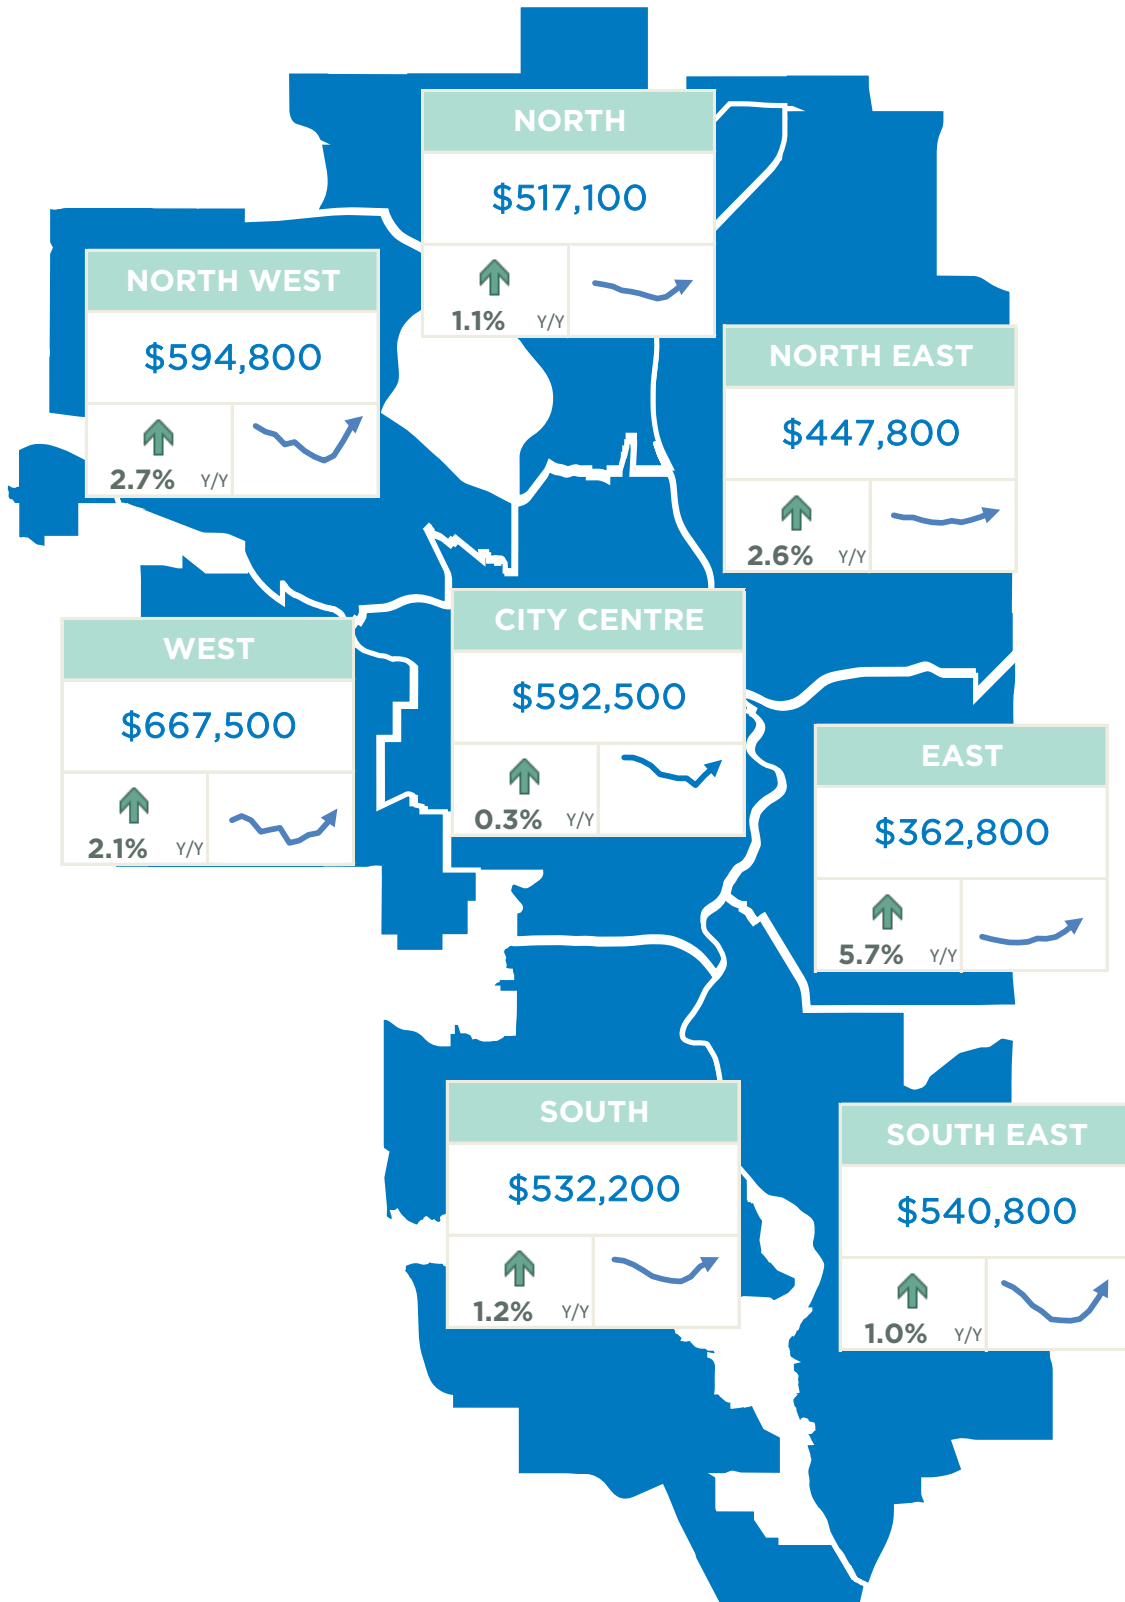 NORTH
$517,100
1.1% Y/Y
NORTH WEST
$594,800
2.7% Y/Y
NORTH EAST
$447,800
2.6% Y/Y
CITY CENTRE
$592,500
0.3% Y/Y
WEST
$667,500
2.1% Y/Y
EAST
$362,800
5.7% Y/Y
SOUTH
$532,200
1.2% Y/Y
SOUTH EAST
$540,800
1.0% Y/Y